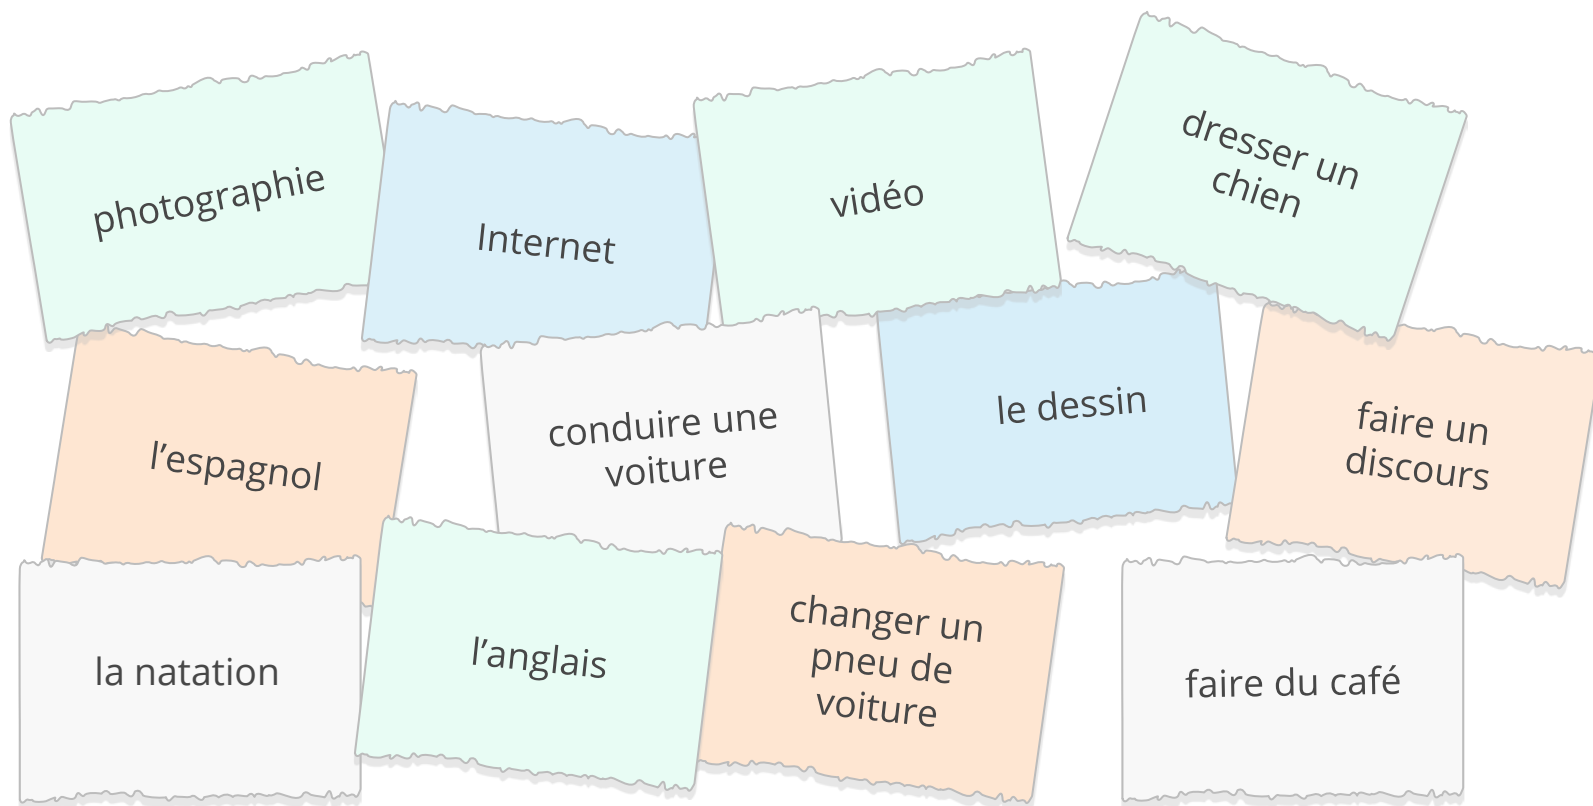 photographie
Internet
vidéo
dresser un
chien
l’espagnol
conduire une
voiture
le dessin
faire un
discours
la natation
l’anglais
changer un
pneu de
voiture
faire du café